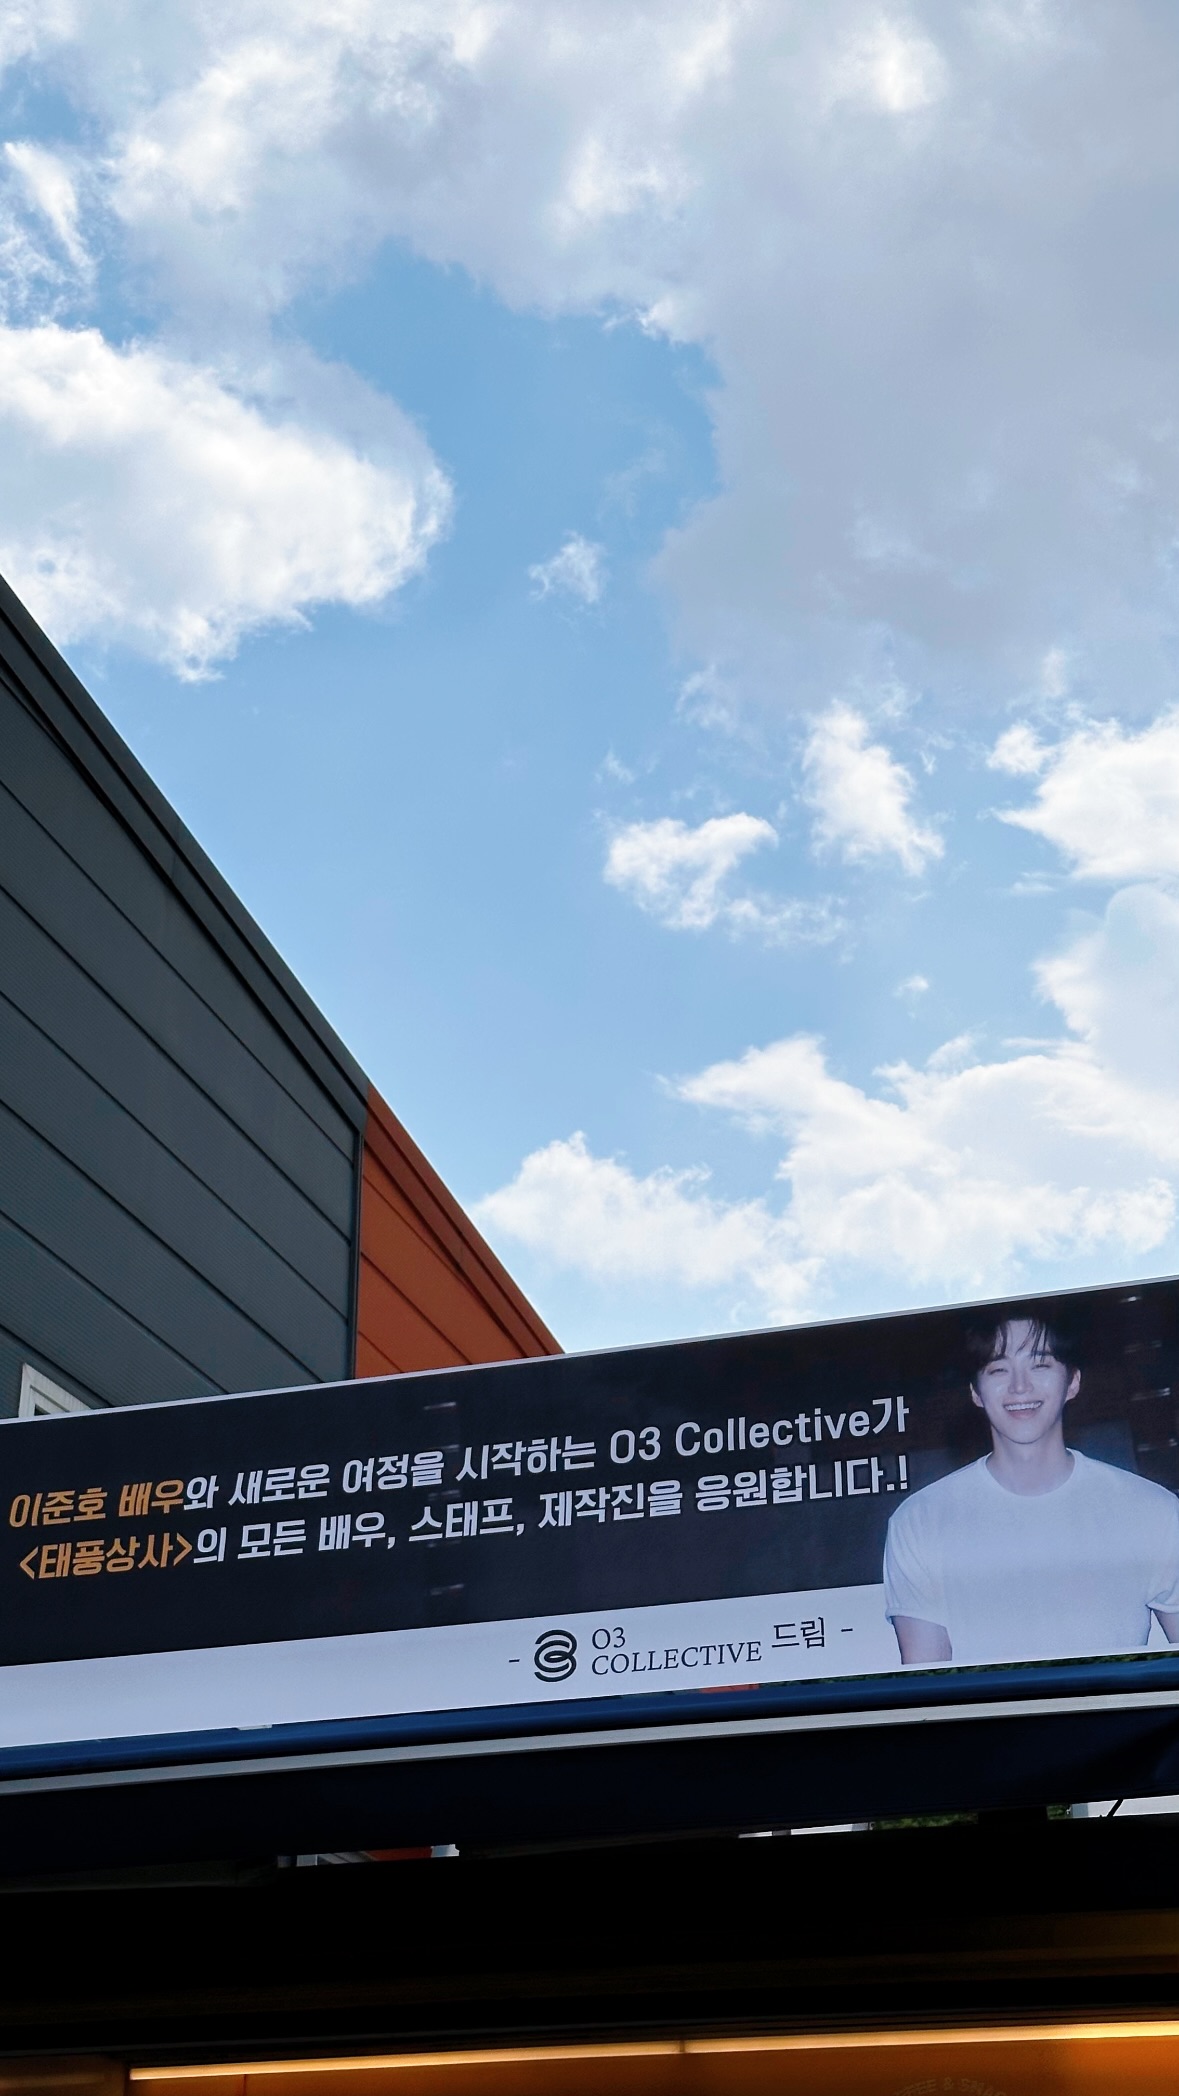 이준호 배우와 새로운 여정을 시작하는 O3 Collective가
<태풍상사>의 모든 배우, 스태프, 제작진을 응원합니다.!
- O3 COLLECTIVE 드림 -